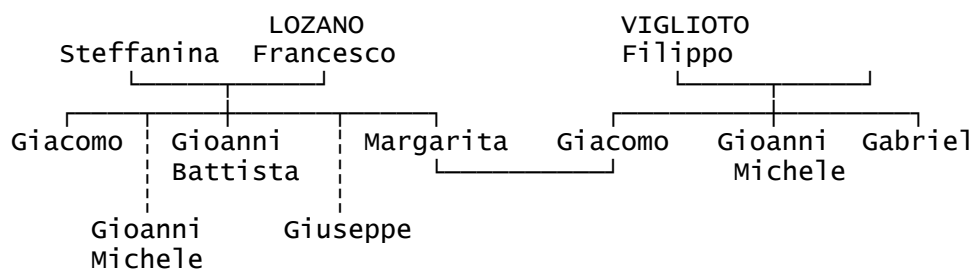 LOZANO VIGLIOTO
Steffanina Francesco Filippo
Giacomo Gioanni Margarita Giacomo Gioanni Gabriel
Battista Michele
Gioanni Giuseppe
Michele